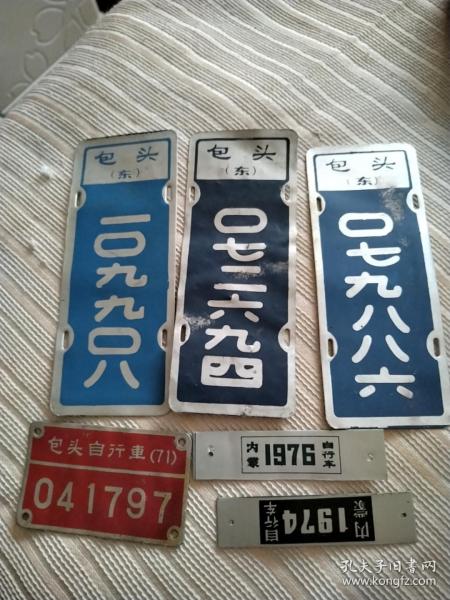 包头
(东)
一〇九九〇八
包头
(东)
〇七三六九四
包头
(东)
〇七九八八六
包头自行車(71)
041797
内蒙 1976 自行车
内蒙 1974 自行车
孔夫子旧书网
www.kongfz.com